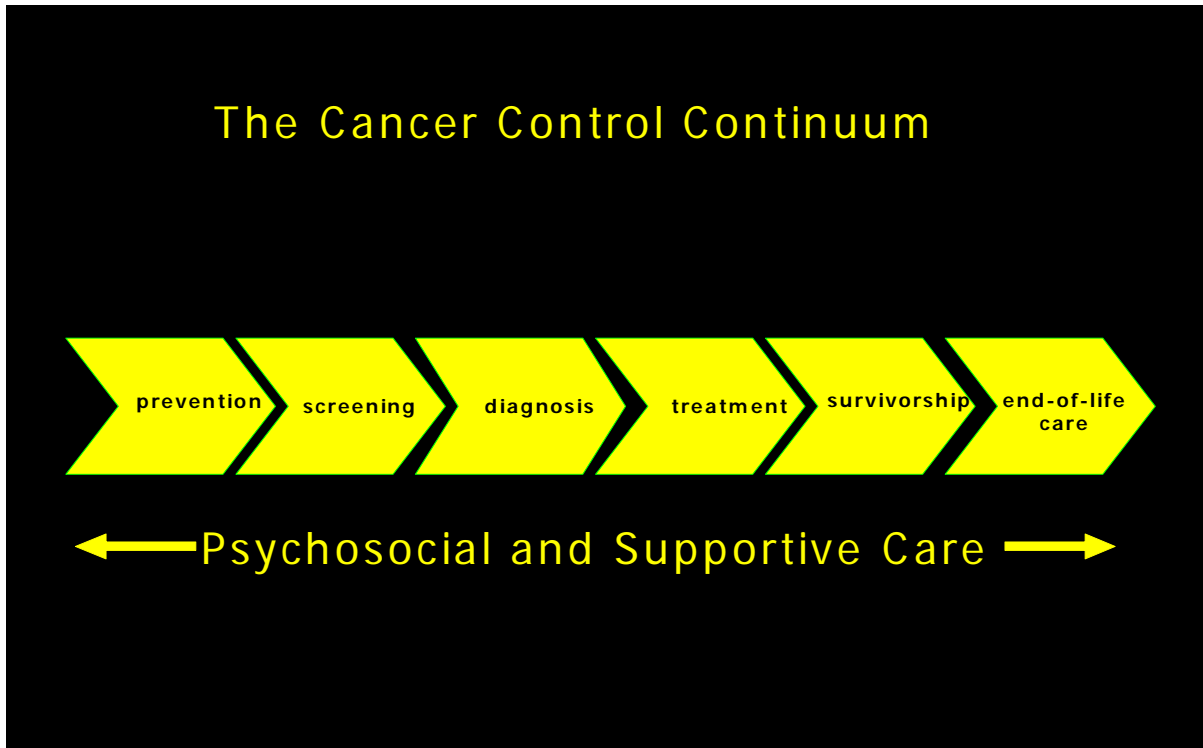 The Cancer Control Continuum
prevention
screening
diagnosis
treatment
survivorship
end-of-life
care
Psychosocial and Supportive Care